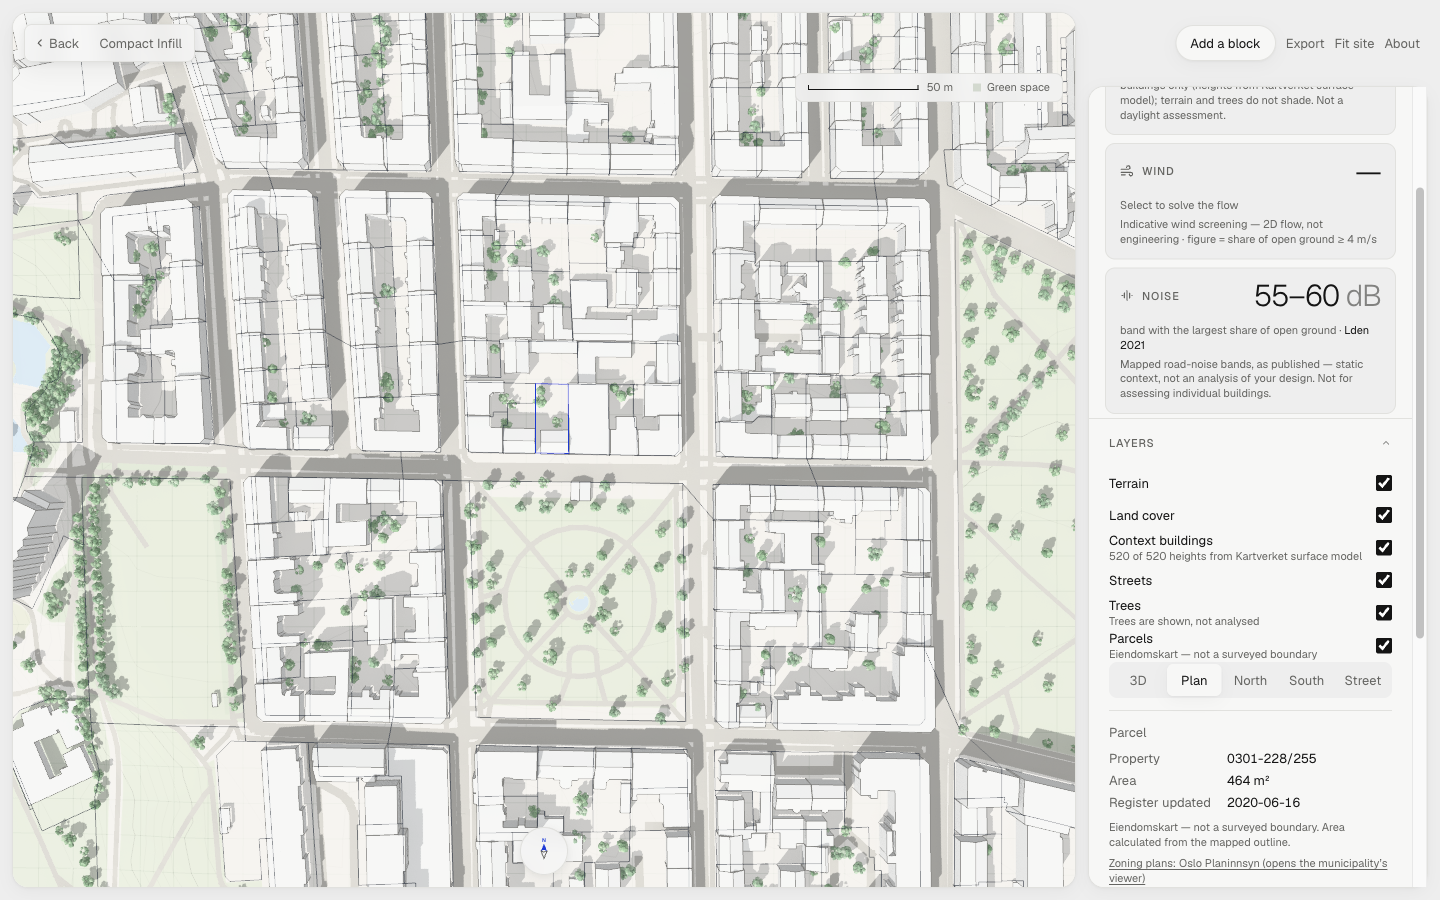 Back
Compact Infill
50 m
Green space
Add a block
Export
Fit site
About
model); terrain and trees do not shade. Not a
daylight assessment.
WIND
—
Select to solve the flow
Indicative wind screening — 2D flow, not
engineering · figure = share of open ground ≥ 4 m/s
NOISE
55–60 dB
band with the largest share of open ground · Lden
2021
Mapped road-noise bands, as published — static
context, not an analysis of your design. Not for
assessing individual buildings.
LAYERS
Terrain
Land cover
Context buildings
520 of 520 heights from Kartverket surface model
Streets
Trees
Trees are shown, not analysed
Parcels
Eiendomskart — not a surveyed boundary
3D
Plan
North
South
Street
Parcel
Property 0301-228/255
Area 464 m²
Register updated 2020-06-16
Eiendomskart — not a surveyed boundary. Area
calculated from the mapped outline.
Zoning plans: Oslo Planinnsyn (opens the municipality's
viewer)
N